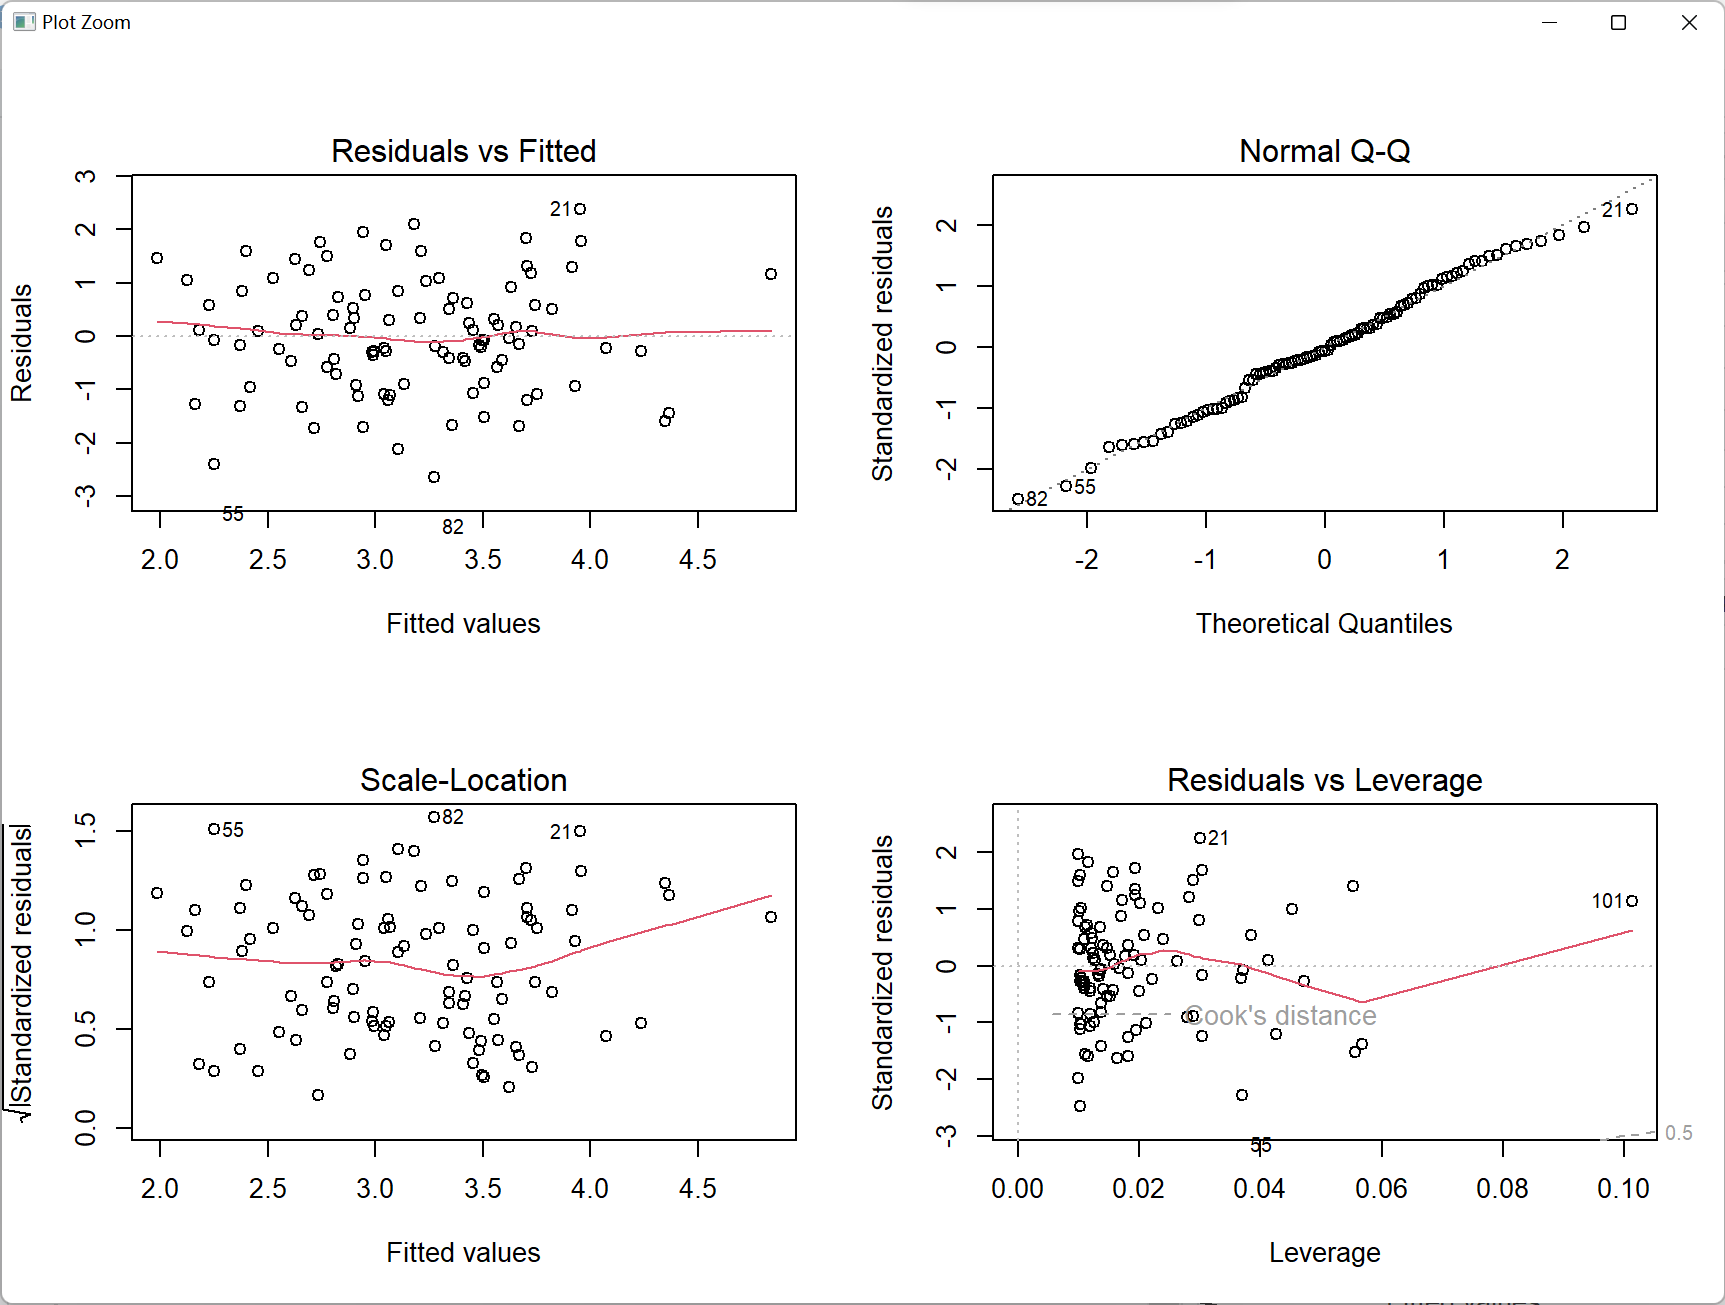 Plot Zoom
Residuals vs Fitted
Residuals
3
2
1
0
-1
-2
-3
21
55
82
2.0 2.5 3.0 3.5 4.0 4.5
Fitted values
Normal Q-Q
Standardized residuals
2
1
0
-1
-2
21
82
55
-2 -1 0 1 2
Theoretical Quantiles
Scale-Location
√|Standardized residuals|
1.5
1.0
0.5
0.0
55
82
21
2.0 2.5 3.0 3.5 4.0 4.5
Fitted values
Residuals vs Leverage
Standardized residuals
2
1
0
-1
-2
-3
21
101
Cook's distance
55
0.5
0.00 0.02 0.04 0.06 0.08 0.10
Leverage